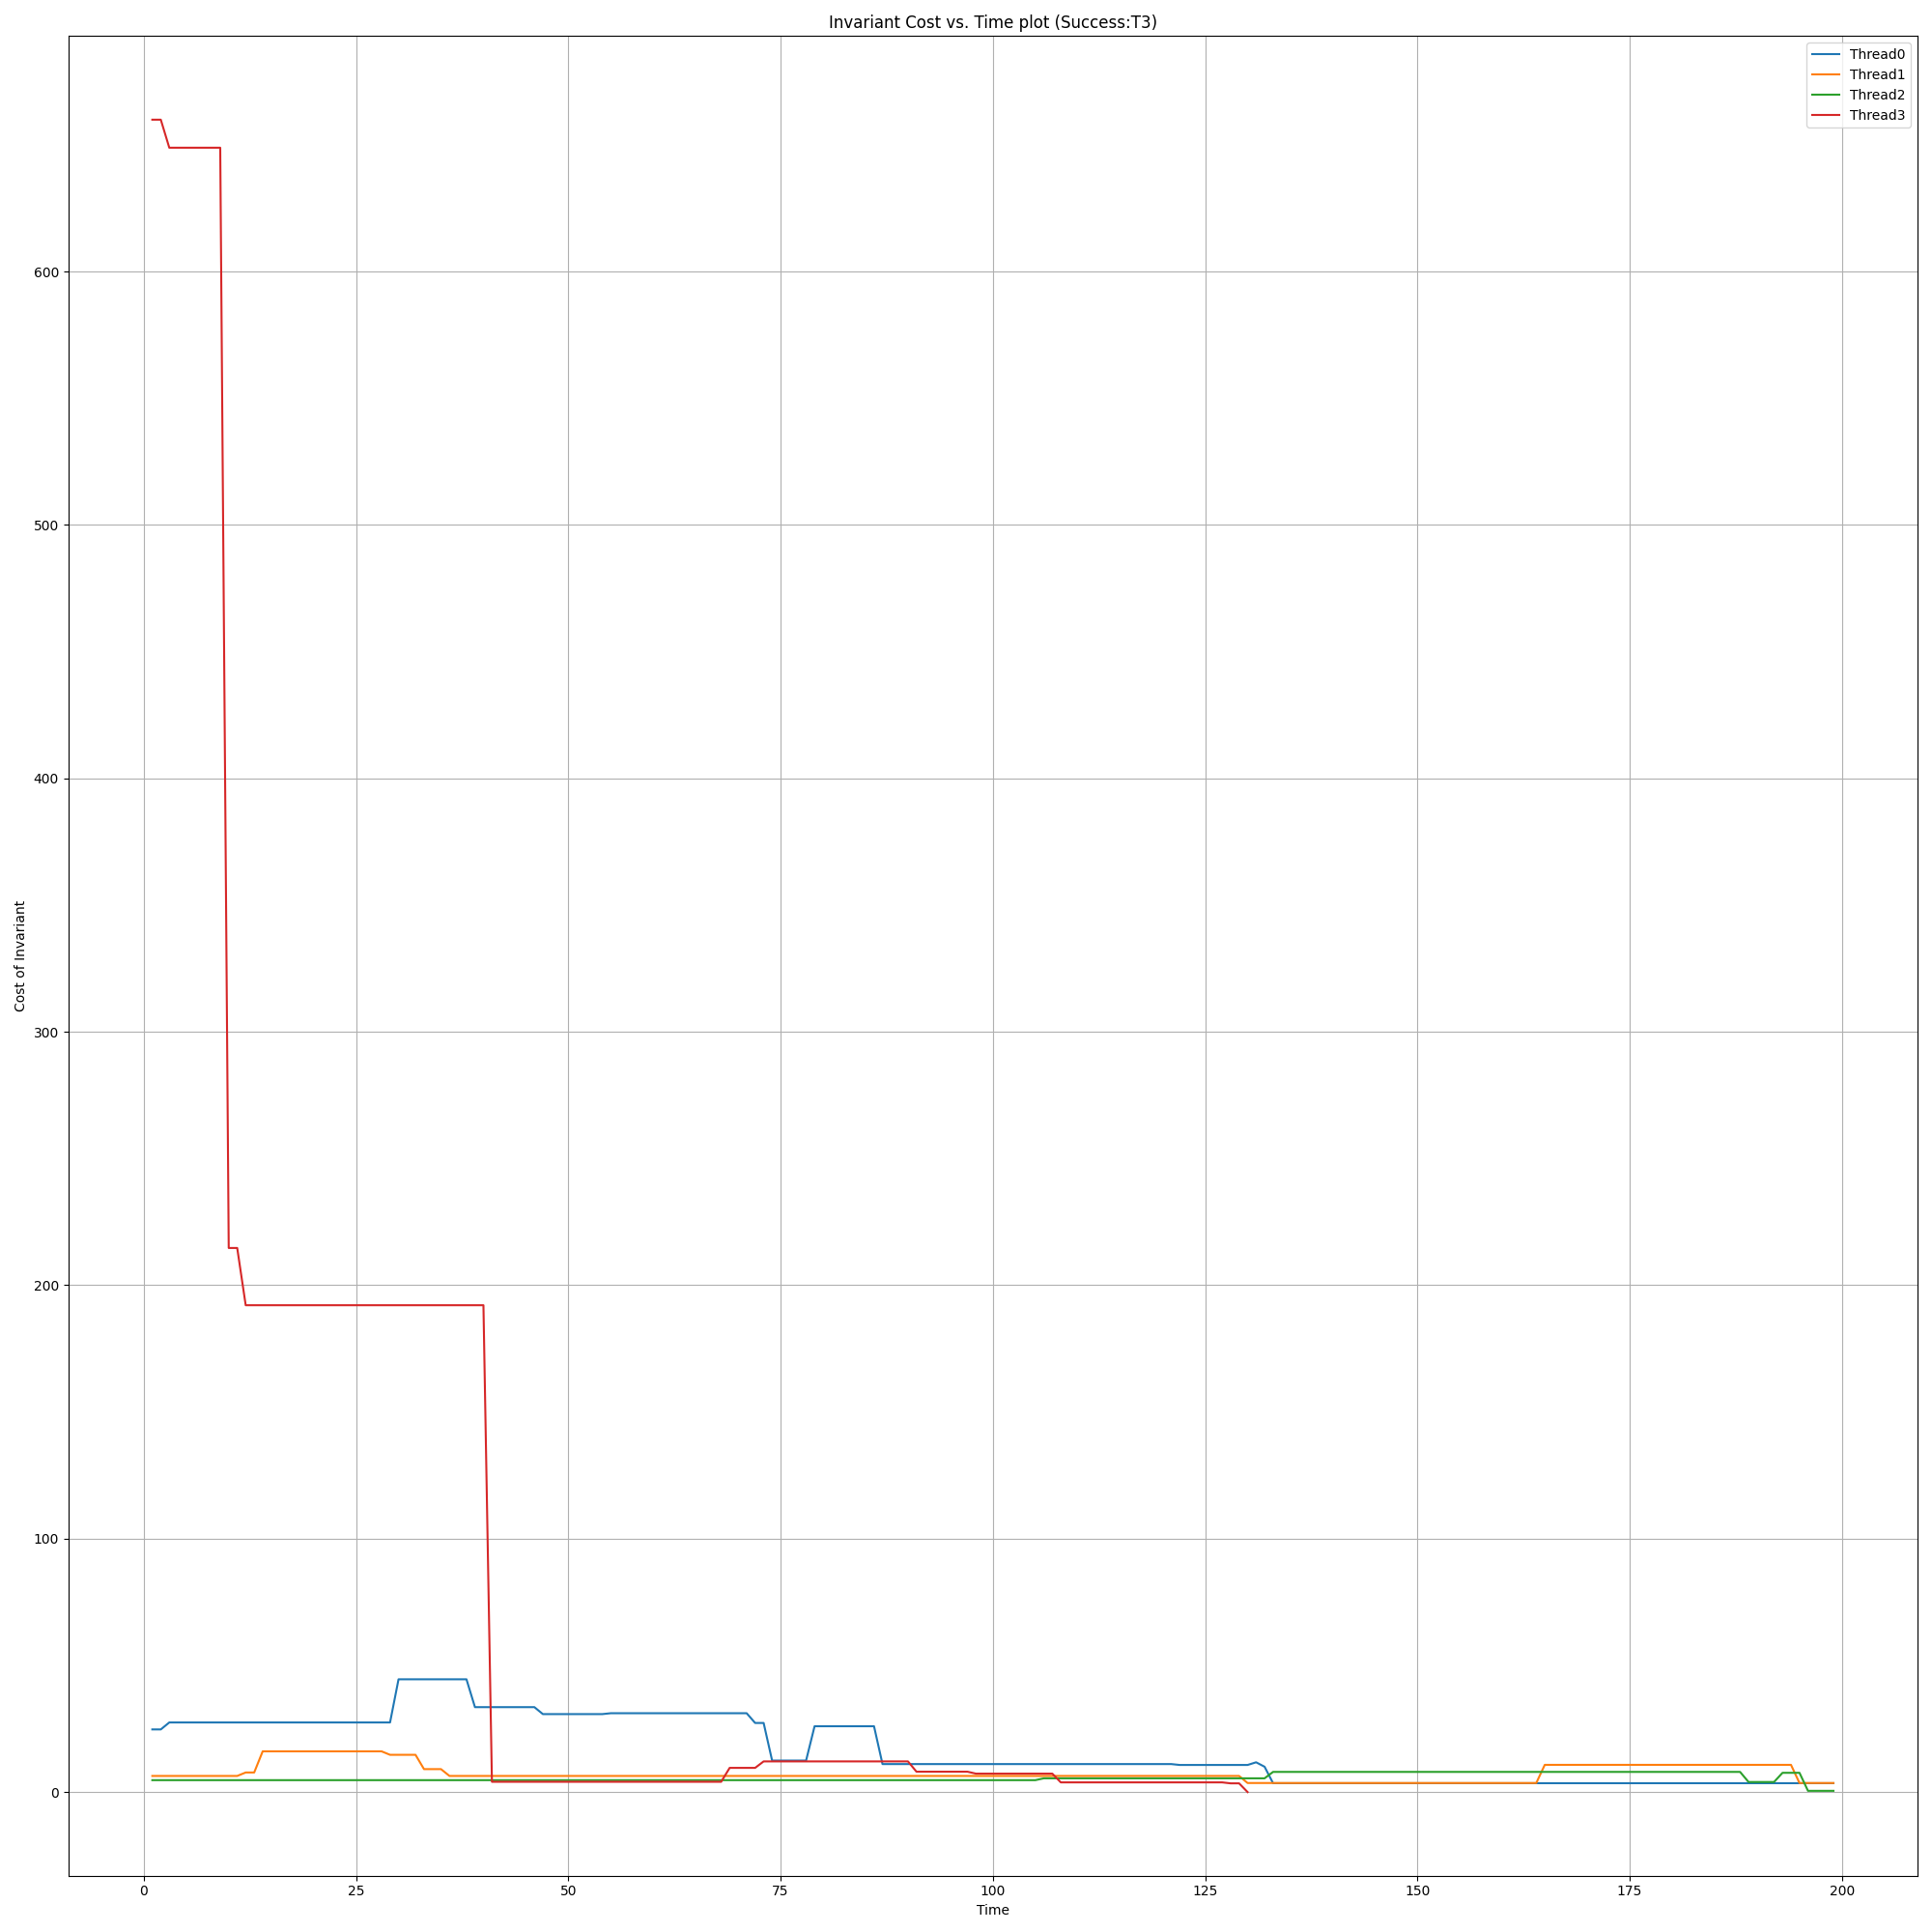 Invariant Cost vs. Time plot (Success:T3)
Thread0
Thread1
Thread2
Thread3
600
500
400
300
200
100
0
Cost of Invariant
0 25 50 75 100 125 150 175 200
Time